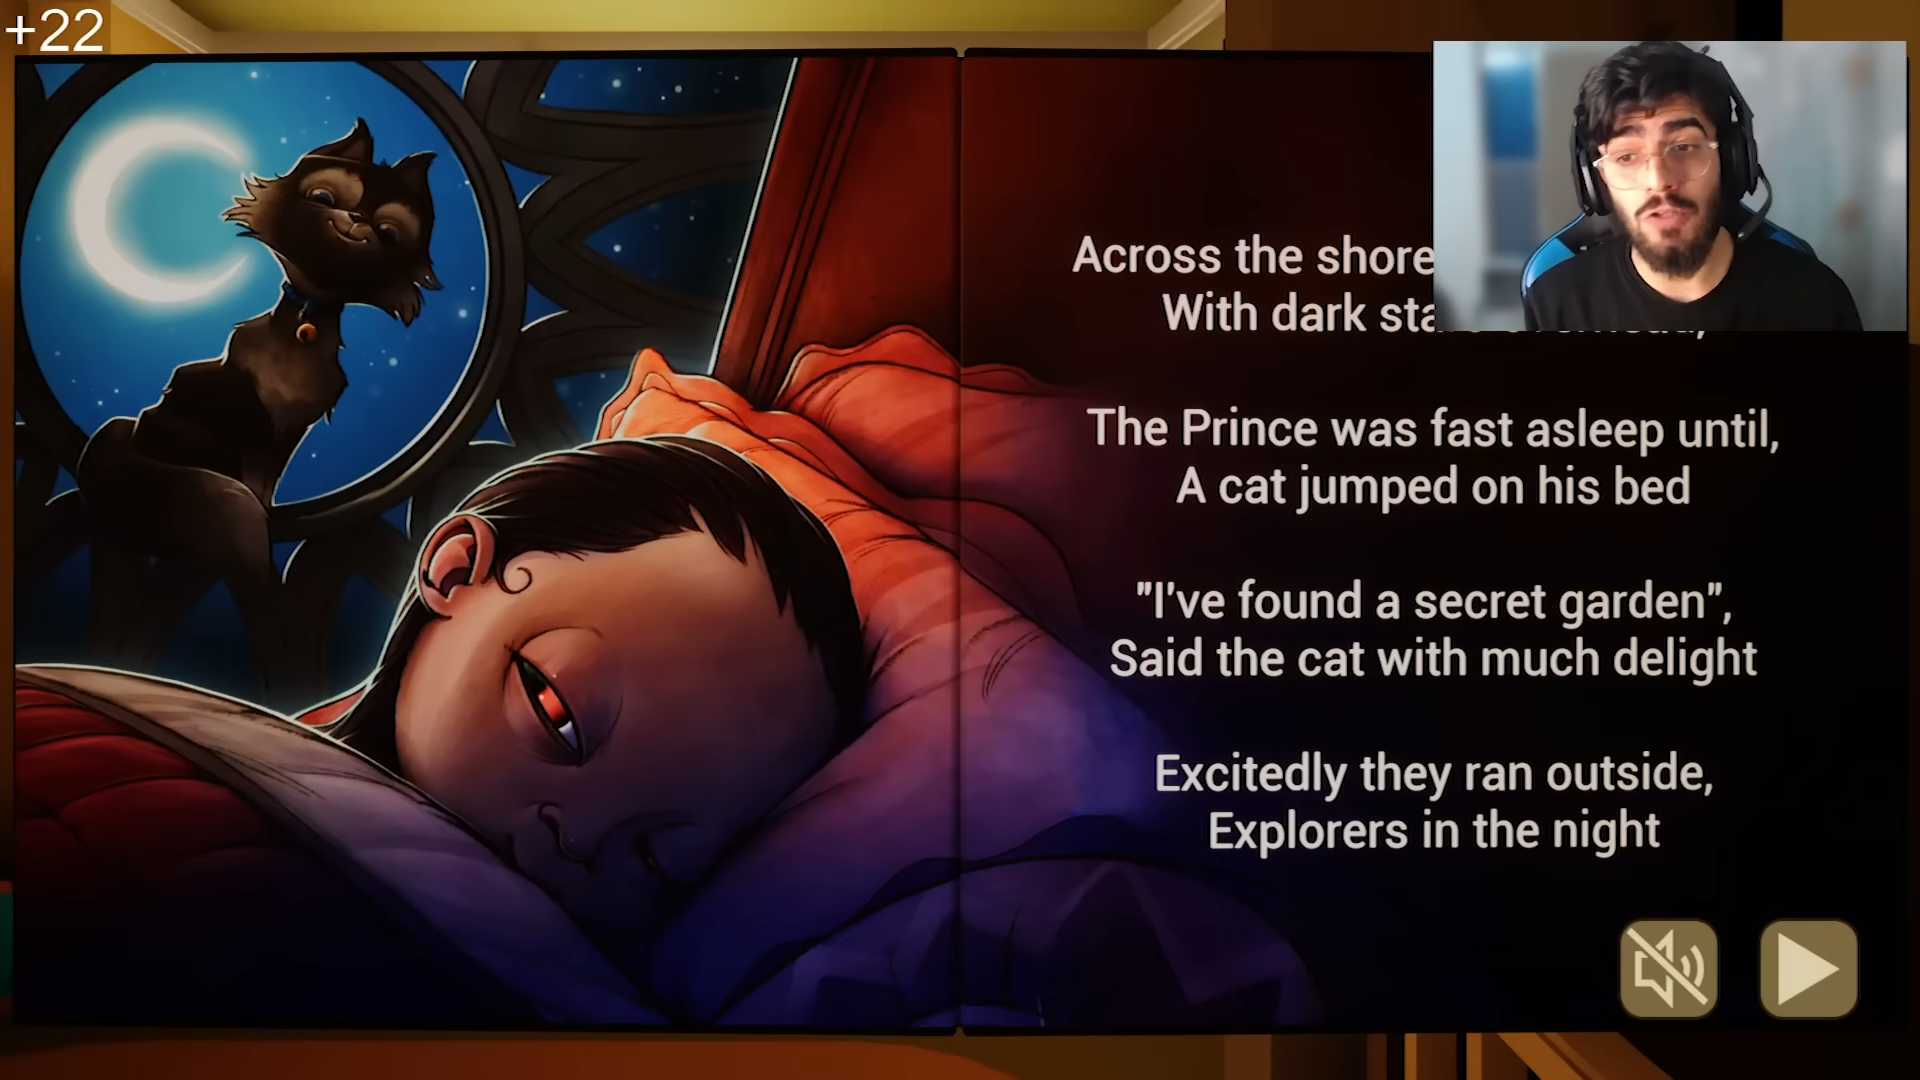 +22
Across the shore
With dark
The Prince was fast asleep until,
A cat jumped on his bed
"I've found a secret garden",
Said the cat with much delight
Excitedly they ran outside,
Explorers in the night